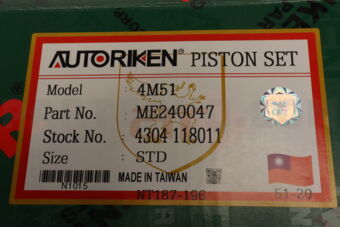 AUTORIKEN® PISTON SET
Model 4M51
Part No. : ME240047
Stock No. : 4304 118011
Size : STD
MADE IN TAIWAN
N1015
NT187-196
51-20